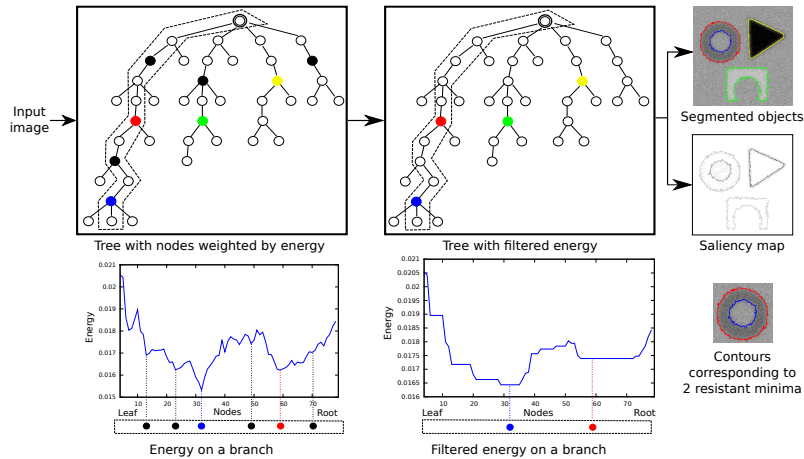 Input
image
Segmented objects
Saliency map
Tree with nodes weighted by energy
Tree with filtered energy
0.021
0.02
0.019
0.018
0.017
0.016
0.015
Energy
10 20 30 40 50 60 70
Leaf Nodes Root
Energy on a branch
0.021
0.0205
0.02
0.0195
0.019
0.0185
0.018
0.0175
0.017
0.0165
0.016
Energy
10 20 30 40 50 60 70
Leaf Nodes Root
Filtered energy on a branch
Contours
corresponding to
2 resistant minima